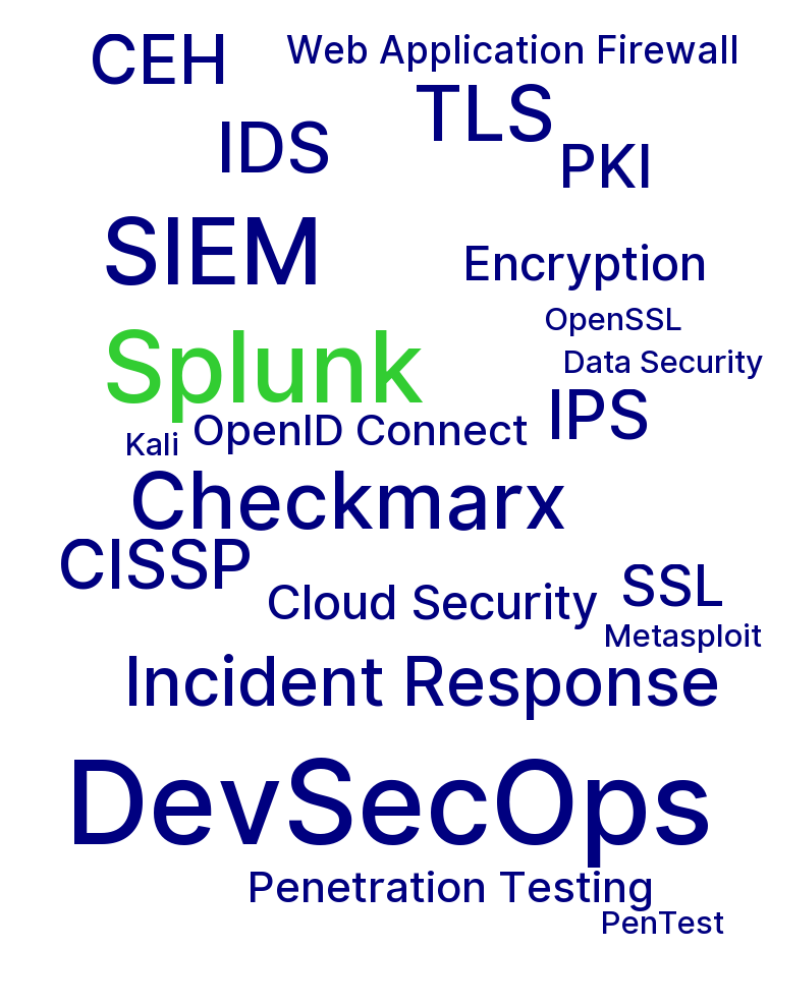 CEH
Web Application Firewall
TLS
IDS
PKI
SIEM
Encryption
OpenSSL
Splunk
Data Security
IPS
OpenID Connect
Kali
Checkmarx
CISSP
SSL
Cloud Security
Metasploit
Incident Response
DevSecOps
Penetration Testing
PenTest